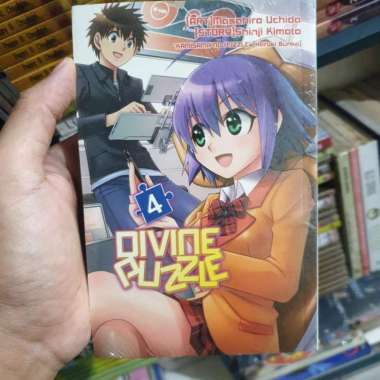 [ART]Masahiro Uchida
[STORY]Shinji Kimoto
4
DIVINE
PUZZLE